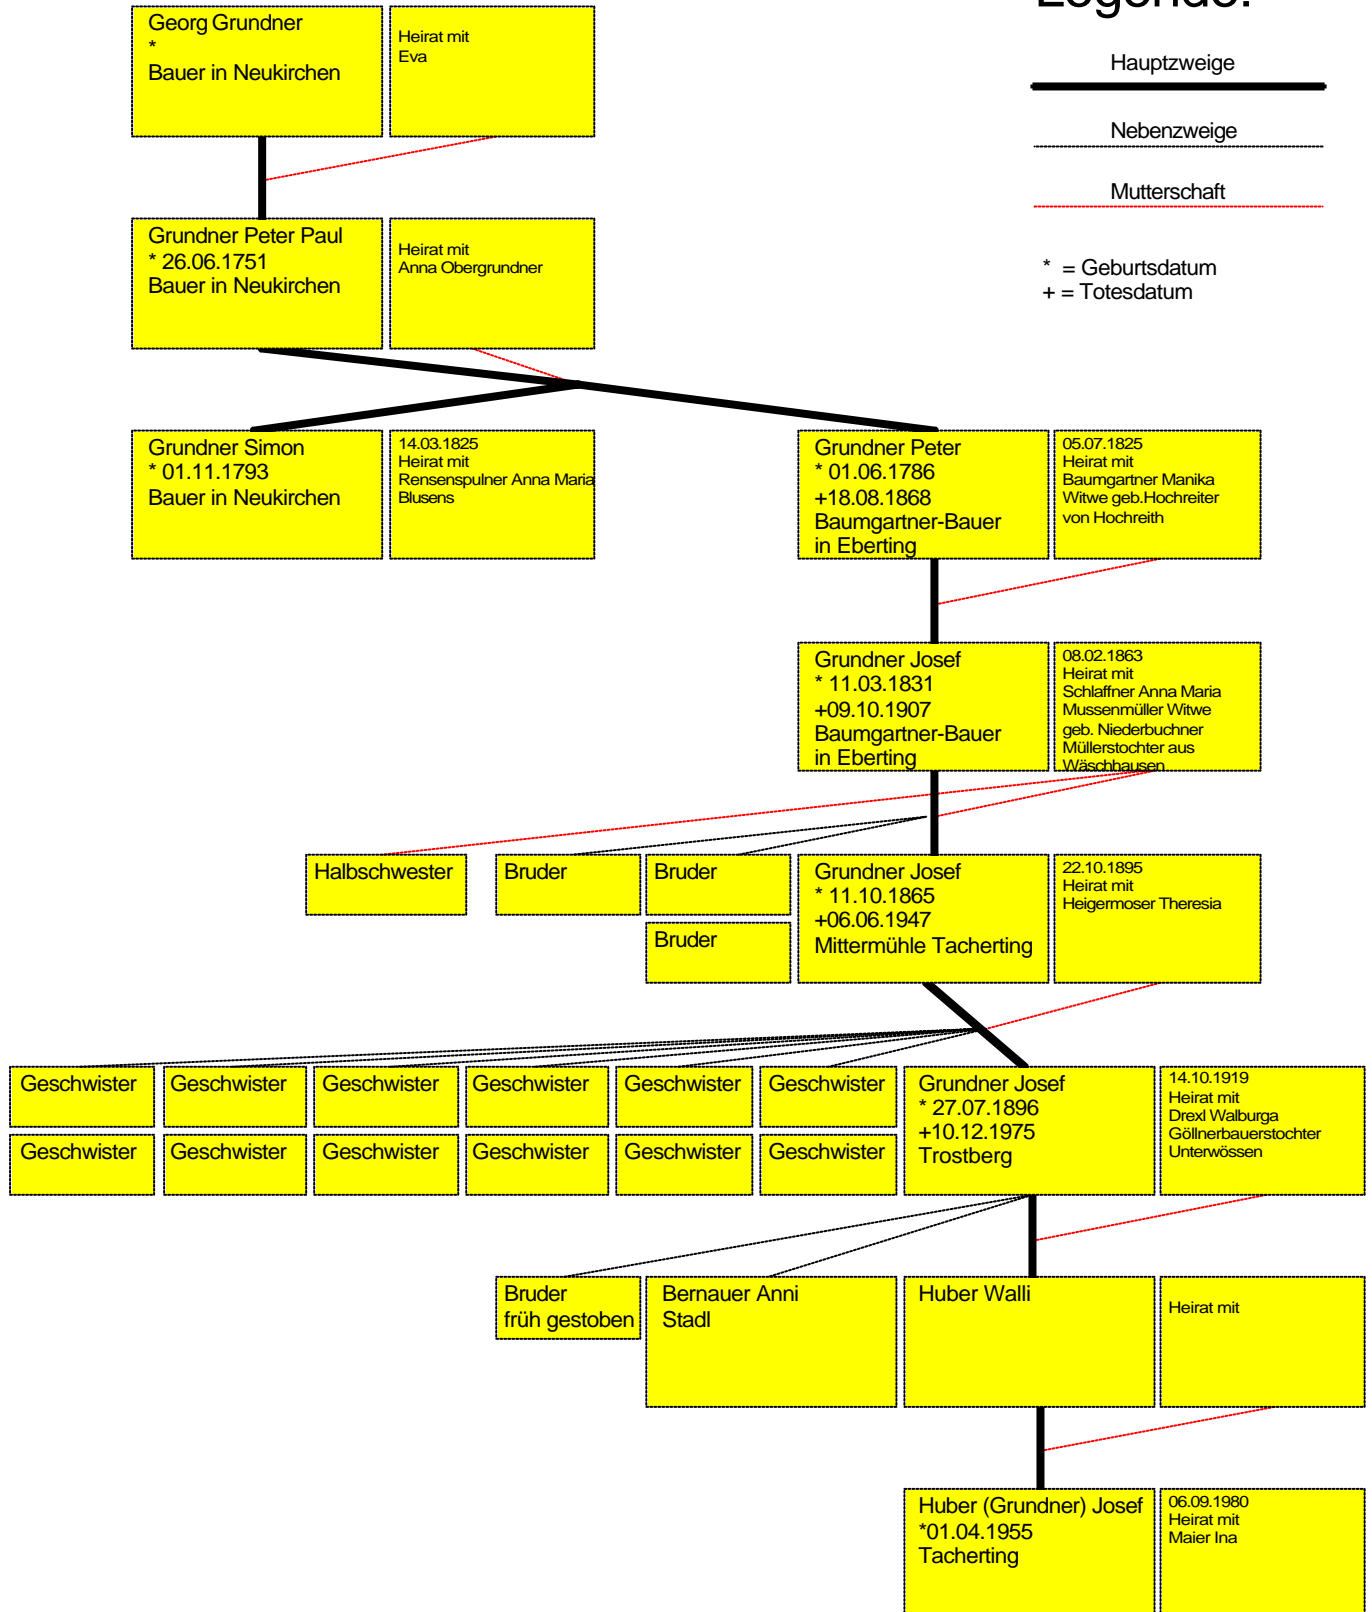 Legende:
Hauptzweige
Nebenzweige
Mutterschaft
* = Geburtsdatum
+ = Totesdatum
Georg Grundner
*
Bauer in Neukirchen
Heirat mit
Eva
Grundner Peter Paul
* 26.06.1751
Bauer in Neukirchen
Heirat mit
Anna Obergrundner
Grundner Simon
* 01.11.1793
Bauer in Neukirchen
14.03.1825
Heirat mit
Rensenspulner Anna Maria
Blusens
Grundner Peter
* 01.06.1786
+18.08.1868
Baumgartner-Bauer
in Eberting
05.07.1825
Heirat mit
Baumgartner Manika
Witwe geb.Hochreiter
von Hochreith
Grundner Josef
* 11.03.1831
+09.10.1907
Baumgartner-Bauer
in Eberting
08.02.1863
Heirat mit
Schlaffner Anna Maria
Mussenmüller Witwe
geb. Niederbuchner
Müllerstochter aus
Wäschhausen
Halbschwester
Bruder
Bruder
Bruder
Grundner Josef
* 11.10.1865
+06.06.1947
Mittermühle Tacherting
22.10.1895
Heirat mit
Heigermoser Theresia
Geschwister
Geschwister
Geschwister
Geschwister
Geschwister
Geschwister
Geschwister
Geschwister
Geschwister
Geschwister
Geschwister
Geschwister
Grundner Josef
* 27.07.1896
+10.12.1975
Trostberg
14.10.1919
Heirat mit
Drexl Walburga
Göllnerbauerstochter
Unterwössen
Bruder
früh gestoben
Bernauer Anni
Stadl
Huber Walli
Heirat mit
Huber (Grundner) Josef
*01.04.1955
Tacherting
06.09.1980
Heirat mit
Maier Ina